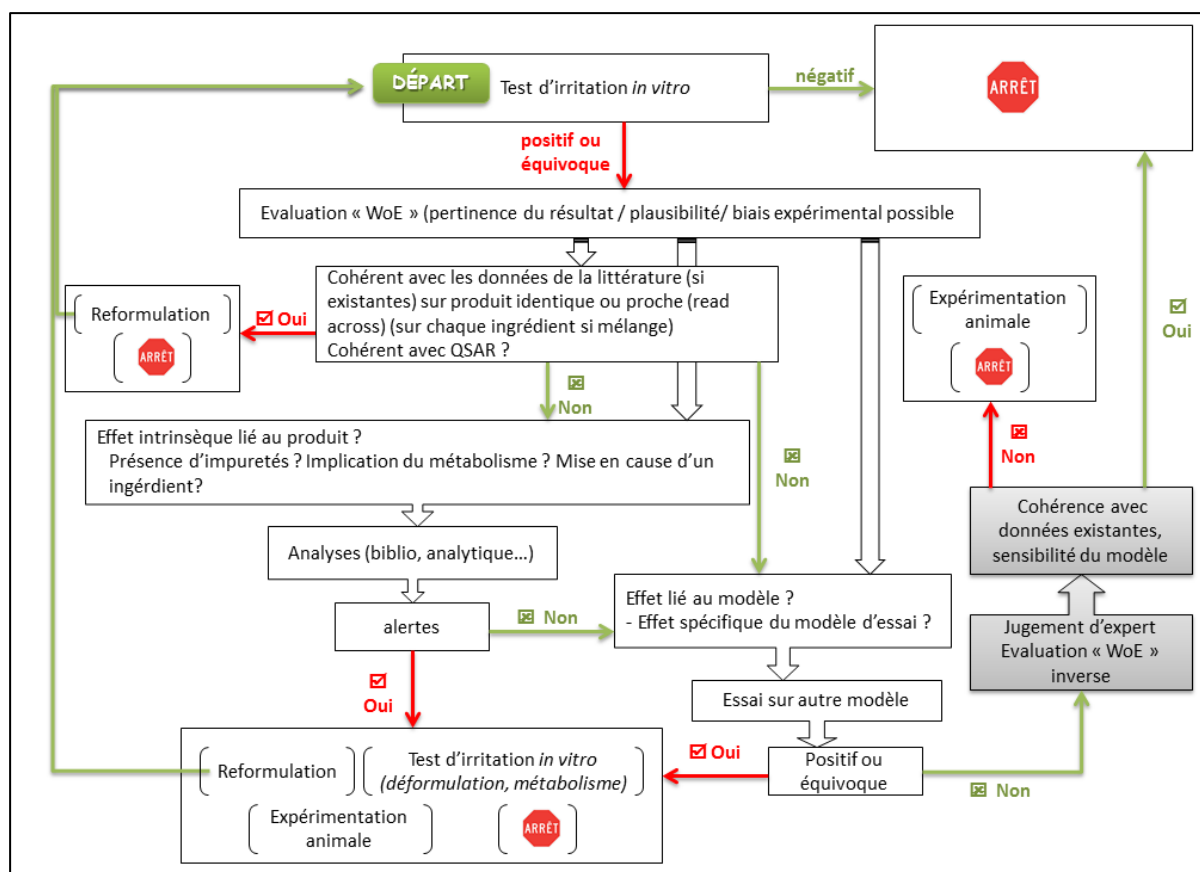 DÉPART
Test d'irritation in vitro
négatif
ARRÊT
positif ou
équivoque
Evaluation « WoE » (pertinence du résultat / plausibilité/ biais expérimental possible
Cohérent avec les données de la littérature (si
existantes) sur produit identique ou proche (read
across) (sur chaque ingrédient si mélange)
Cohérent avec QSAR ?
Oui
Reformulation
ARRÊT
Expérimentation
animale
ARRÊT
Oui
Non
Non
Non
Effet intrinsèque lié au produit ?
Présence d'impuretés ? Implication du métabolisme ? Mise en cause d'un
ingérdient?
Cohérence avec
données existantes,
sensibilité du modèle
Analyses (biblio, analytique…)
Effet lié au modèle ?
- Effet spécifique du modèle d'essai ?
alertes
Non
Jugement d'expert
Evaluation « WoE »
inverse
Oui
Essai sur autre modèle
Positif ou
équivoque
Oui
Non
Reformulation
Test d'irritation in vitro
(déformulation, métabolisme)
Expérimentation
animale
ARRÊT